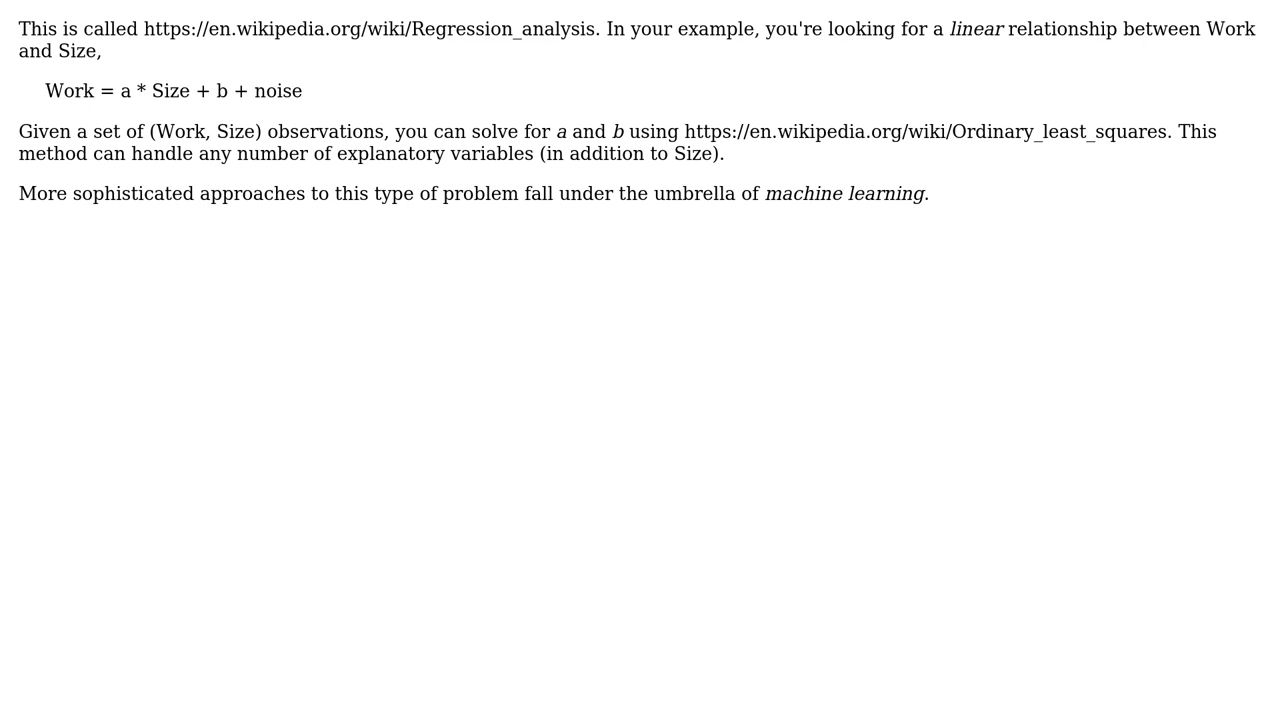 This is called https://en.wikipedia.org/wiki/Regression_analysis. In your example, you're looking for a linear relationship between Work
and Size,
Work = a * Size + b + noise
Given a set of (Work, Size) observations, you can solve for a and b using https://en.wikipedia.org/wiki/Ordinary_least_squares. This
method can handle any number of explanatory variables (in addition to Size).
More sophisticated approaches to this type of problem fall under the umbrella of machine learning.